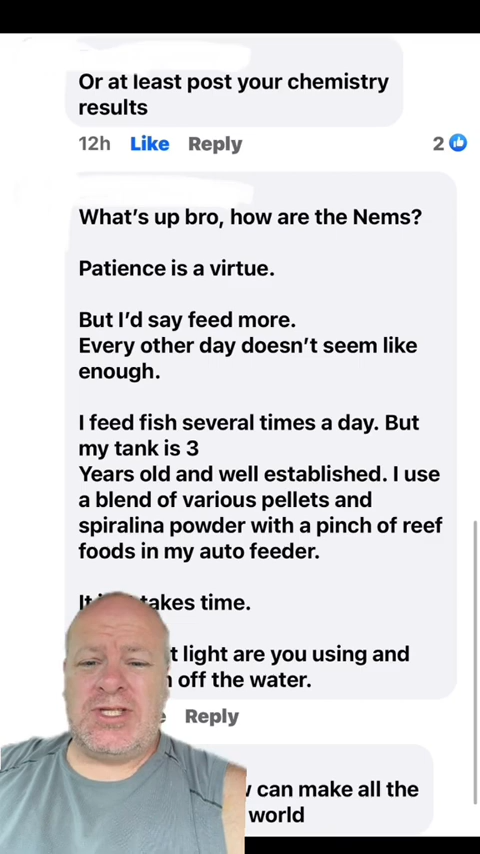 Or at least post your chemistry
results
12h Like Reply 2
What's up bro, how are the Nems?
Patience is a virtue.
But I'd say feed more.
Every other day doesn't seem like
enough.
I feed fish several times a day. But
my tank is 3
Years old and well established. I use
a blend of various pellets and
spiralina powder with a pinch of reef
foods in my auto feeder.
takes time.
light are you using and
off the water.
Reply
can make all the
world